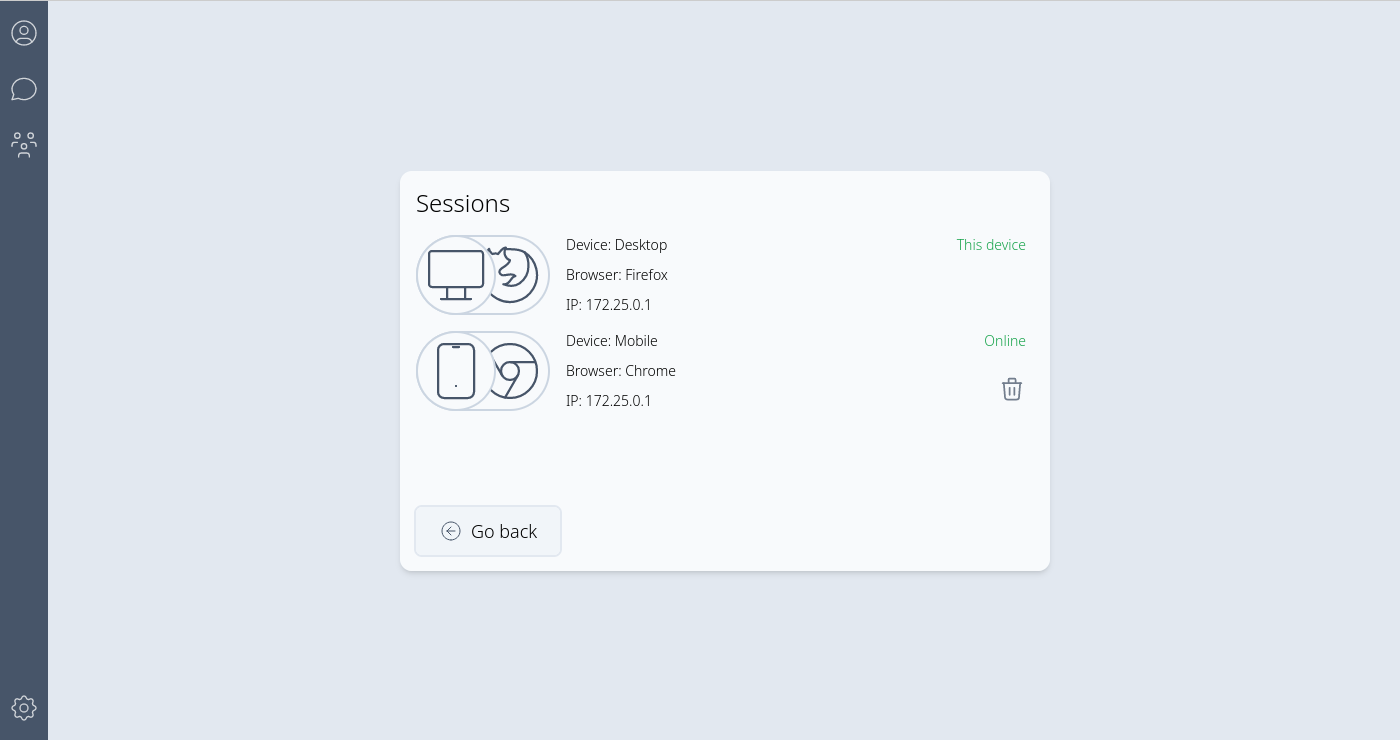 Sessions
Device: Desktop
This device
Browser: Firefox
IP: 172.25.0.1
Device: Mobile
Online
Browser: Chrome
IP: 172.25.0.1
Go back